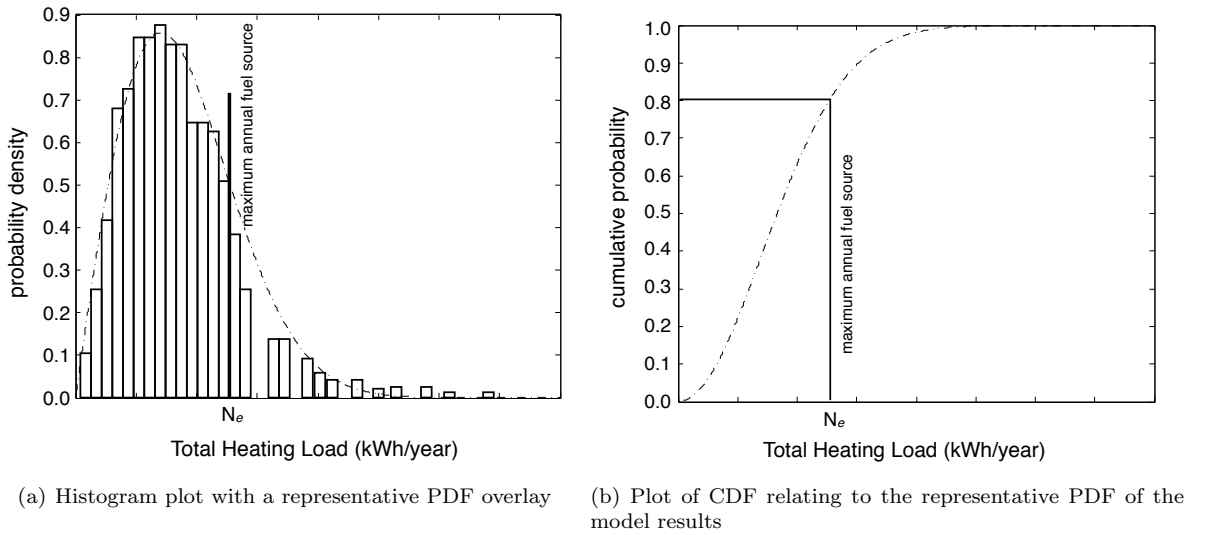 0.9
0.8
0.7
0.6
0.5
0.4
0.3
0.2
0.1
0.0
probability density
maximum annual fuel source
Ne
Total Heating Load (kWh/year)
(a) Histogram plot with a representative PDF overlay
1.0
0.9
0.8
0.7
0.6
0.5
0.4
0.3
0.2
0.1
0.0
cumulative probability
maximum annual fuel source
Ne
Total Heating Load (kWh/year)
(b) Plot of CDF relating to the representative PDF of the
model results